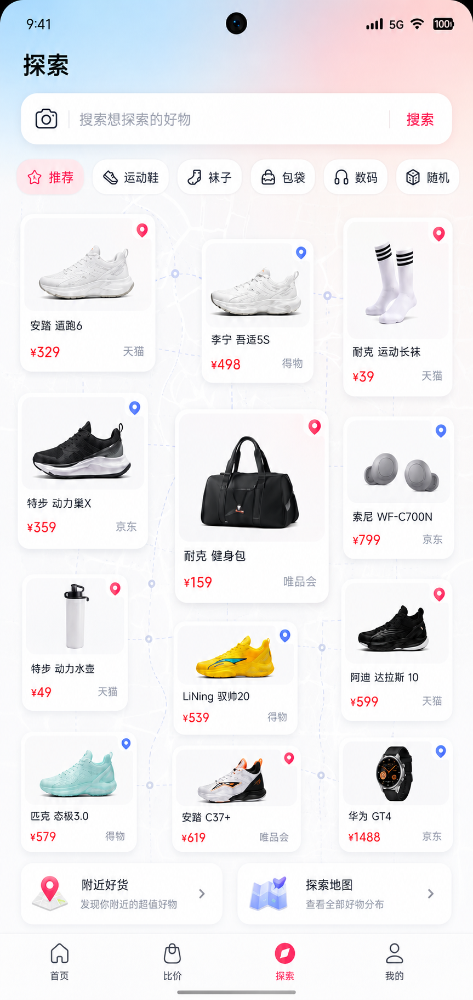 9:41
5G
100
探索
搜索想探索的好物
搜索
推荐
运动鞋
袜子
包袋
数码
随机
安踏 逼跑6
¥329
天猫
李宁 吾适5S
¥498
得物
耐克 运动长袜
¥39
天猫
特步 动力巢X
¥359
京东
耐克 健身包
¥159
唯品会
索尼 WF-C700N
¥799
京东
特步 动力水壶
¥49
天猫
LiNing 驭帅20
¥539
得物
阿迪 达拉斯 10
¥599
天猫
匹克 态极3.0
¥579
得物
安踏 C37+
¥619
唯品会
华为 GT4
¥1488
京东
附近好货
发现你附近的超值好物
探索地图
查看全部好物分布
首页
比价
探索
我的